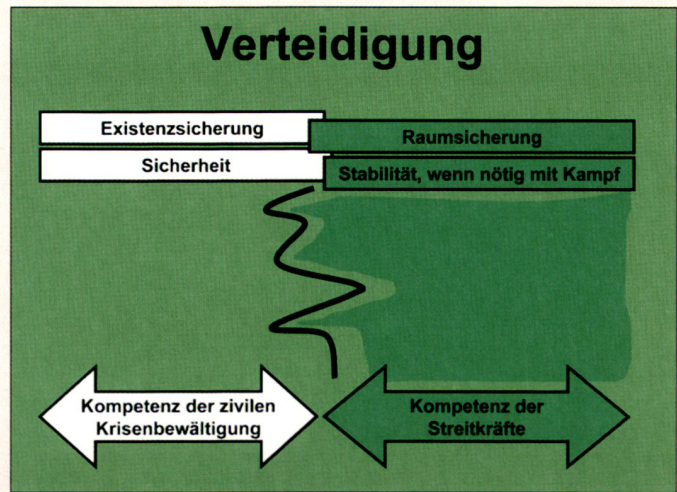 Verteidigung
Existenzsicherung
Raumsicherung
Sicherheit
Stabilität, wenn nötig mit Kampf
Kompetenz der zivilen
Krisenbewältigung
Kompetenz der
Streitkräfte